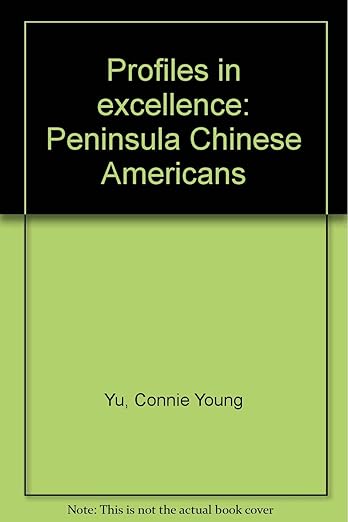 Profiles in
excellence:
Peninsula Chinese
Americans
Yu, Connie Young
Note: This is not the actual book cover